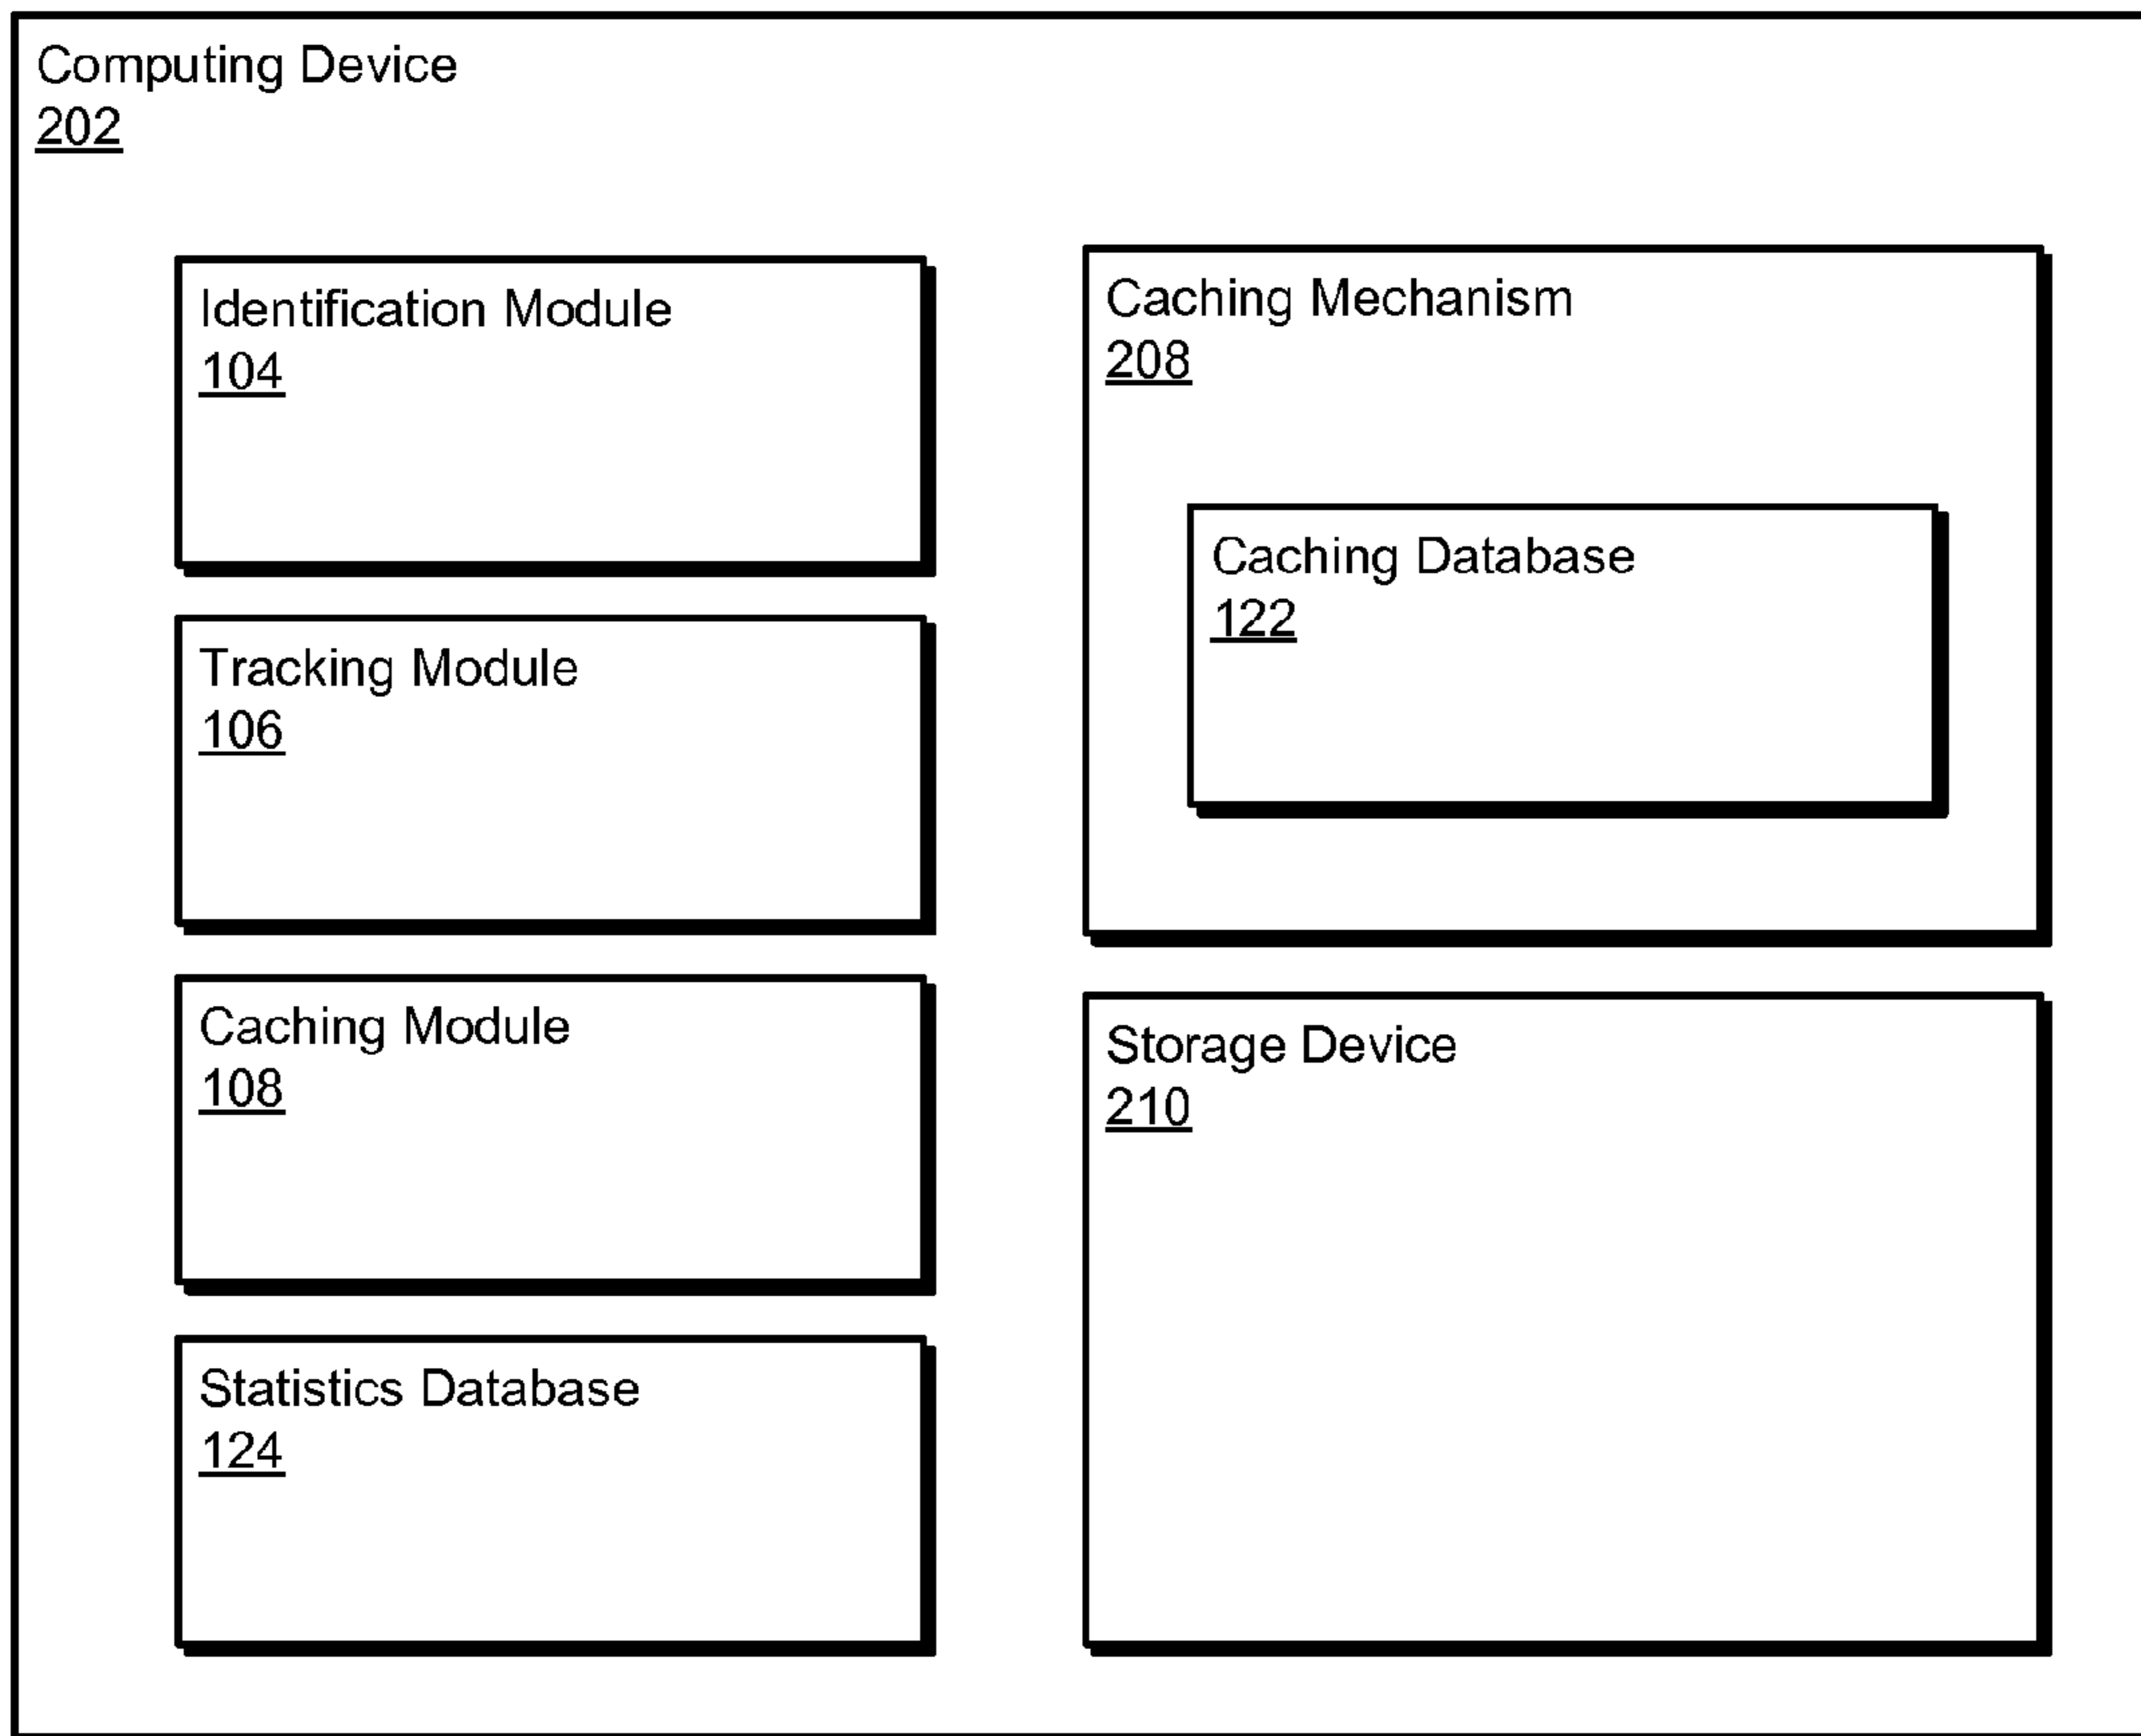 Computing Device
202
Identification Module
104
Tracking Module
106
Caching Module
108
Statistics Database
124
Caching Mechanism
208
Caching Database
122
Storage Device
210